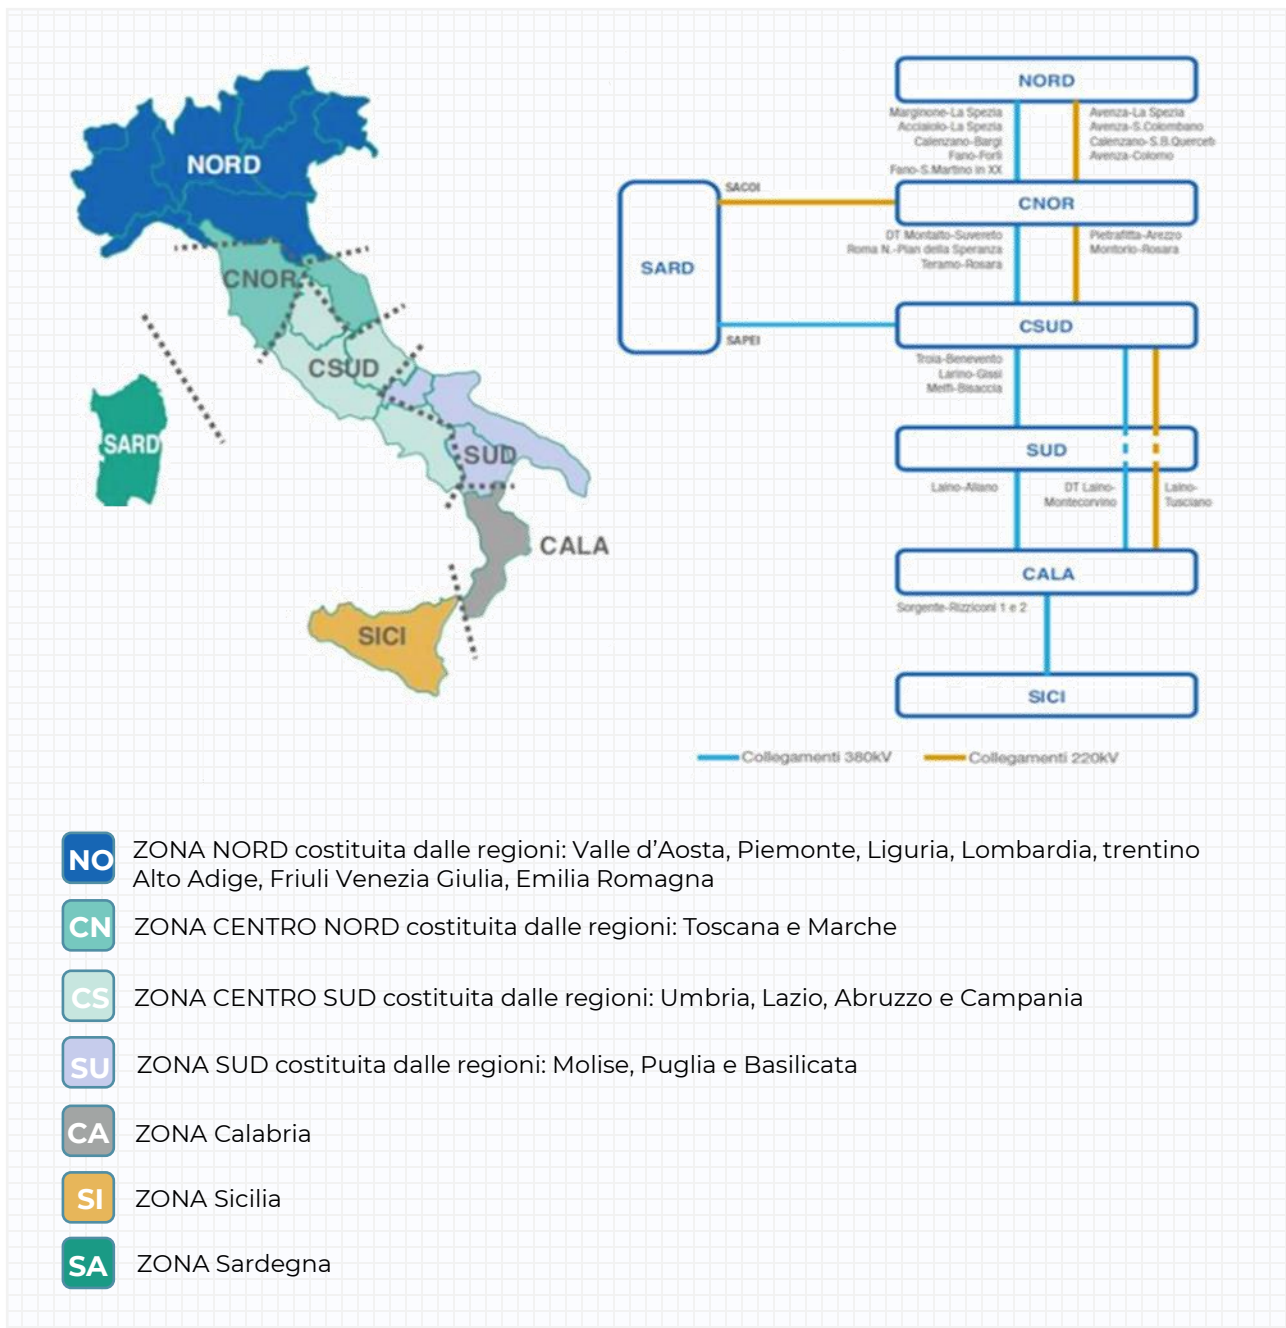 NORD
CNOR
CSUD
SARD
SUD
CALA
SICI
NORD
Marginone-La Spezia
Acciaiolo-La Spezia
Calenzano-Bargi
Fano-Forlì
Fano-S.Martino in XX
Avenza-La Spezia
Avenza-S.Colombano
Calenzano-S.B.Querceto
Avenza-Colorno
SACOI
CNOR
SARD
DT Montalto-Suvereto
Roma N.-Pian della Speranza
Teramo-Rosara
Pietrafitta-Arezzo
Montorio-Rosara
CSUD
SAPEI
Troia-Benevento
Larino-Gissi
Melfi-Bisaccia
SUD
Laino-Aliano
DT Laino-
Montecorvino
Laino-
Tusciano
CALA
Sorgente-Rizziconi 1 e 2
SICI
Collegamenti 380kV
Collegamenti 220kV
NO
ZONA NORD costituita dalle regioni: Valle d’Aosta, Piemonte, Liguria, Lombardia, trentino
Alto Adige, Friuli Venezia Giulia, Emilia Romagna
CN
ZONA CENTRO NORD costituita dalle regioni: Toscana e Marche
CS
ZONA CENTRO SUD costituita dalle regioni: Umbria, Lazio, Abruzzo e Campania
SU
ZONA SUD costituita dalle regioni: Molise, Puglia e Basilicata
CA
ZONA Calabria
SI
ZONA Sicilia
SA
ZONA Sardegna